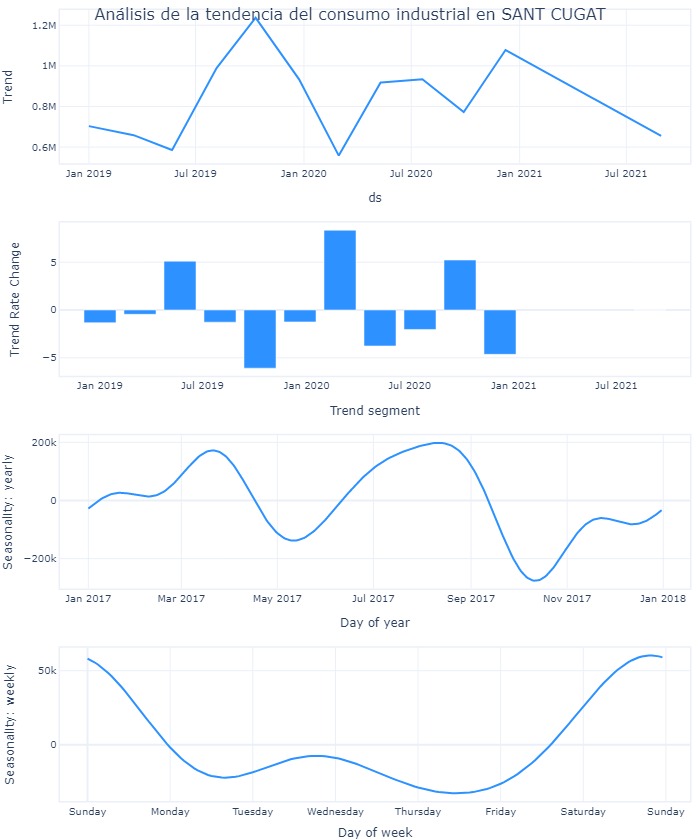 Análisis de la tendencia del consumo industrial en SANT CUGAT
1.2M
1M
0.8M
0.6M
Trend
Jan 2019 Jul 2019 Jan 2020 Jul 2020 Jan 2021 Jul 2021
ds
5
0
−5
Trend Rate Change
Jan 2019 Jul 2019 Jan 2020 Jul 2020 Jan 2021 Jul 2021
Trend segment
200k
0
−200k
Seasonality: yearly
Jan 2017 Mar 2017 May 2017 Jul 2017 Sep 2017 Nov 2017 Jan 2018
Day of year
50k
0
Seasonality: weekly
Sunday Monday Tuesday Wednesday Thursday Friday Saturday Sunday
Day of week